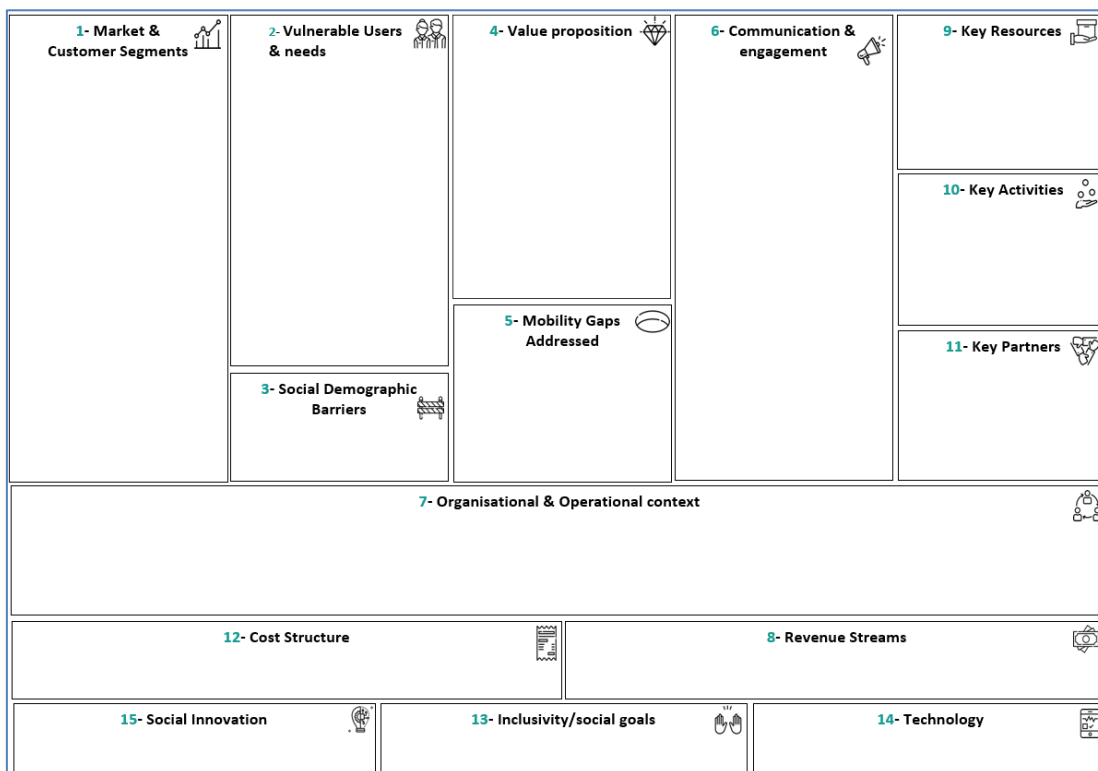 1- Market &
Customer Segments
2- Vulnerable Users
& needs
3- Social Demographic
Barriers
4- Value proposition
5- Mobility Gaps
Addressed
6- Communication &
engagement
9- Key Resources
10- Key Activities
11- Key Partners
7- Organisational & Operational context
12- Cost Structure
8- Revenue Streams
15- Social Innovation
13- Inclusivity/social goals
14- Technology